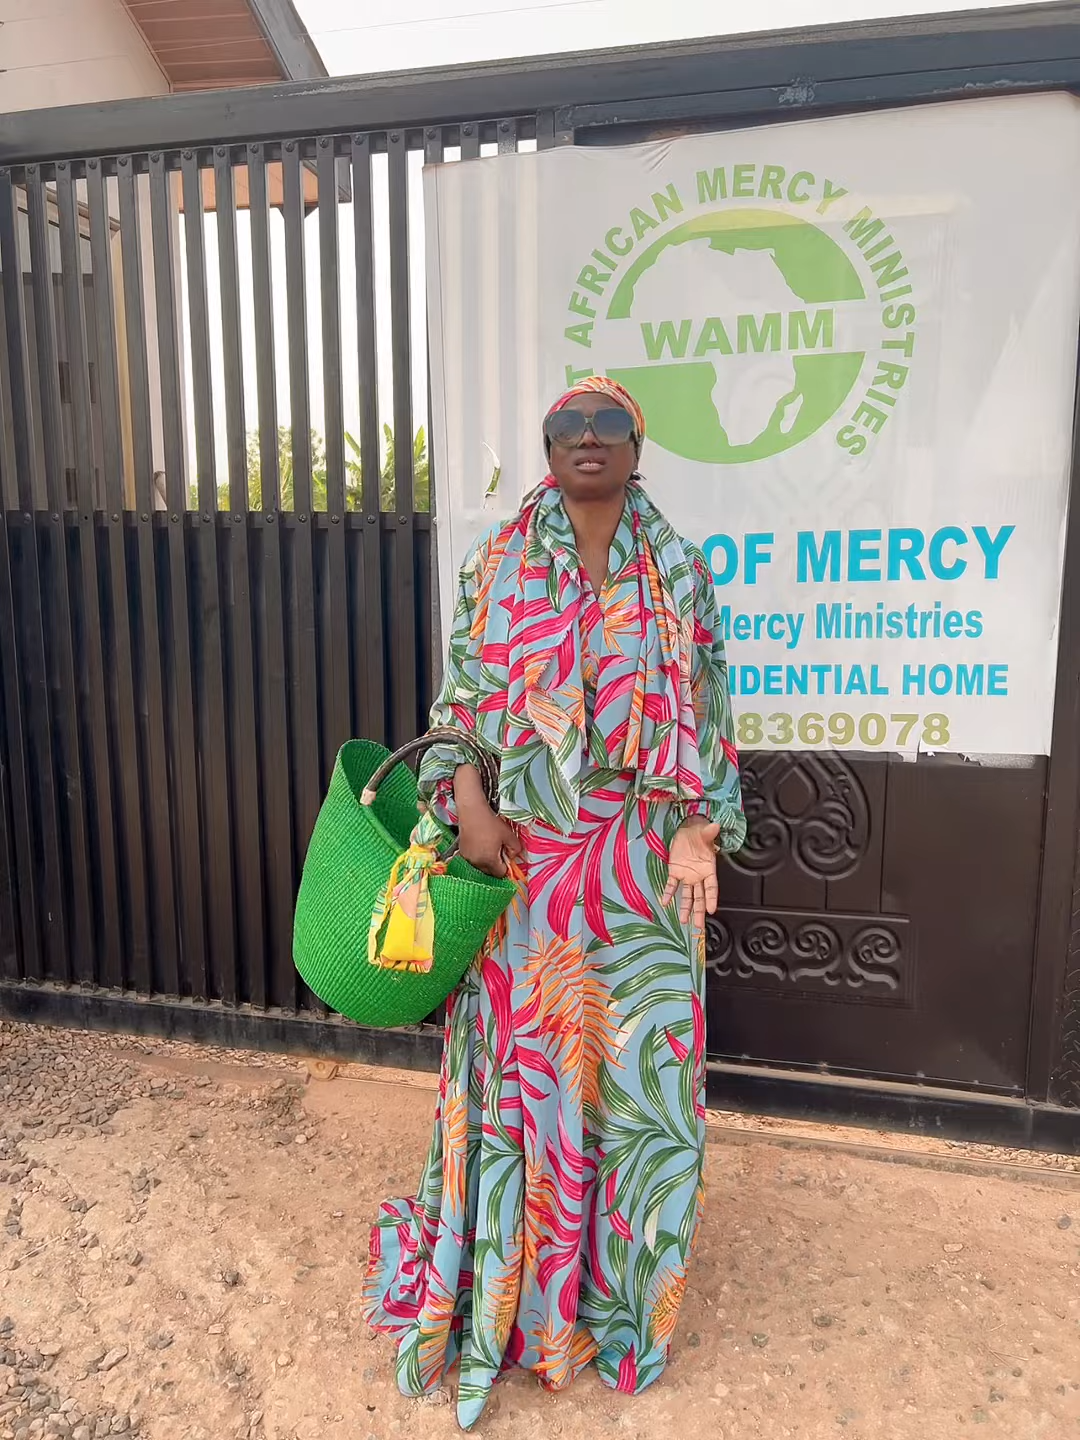 AFRICAN MERCY MINISTRIES
WAMM
OF MERCY
Mercy Ministries
IDENTIAL HOME
8369078